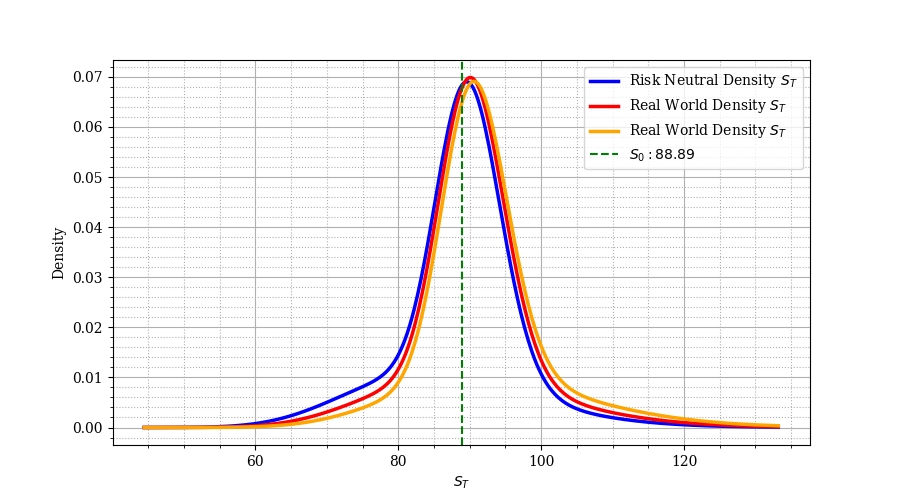 0.07
0.06
0.05
0.04
0.03
0.02
0.01
0.00
Density
60
80
100
120
S_T
Risk Neutral Density S_T
Real World Density S_T
Real World Density S_T
S_0 : 88.89